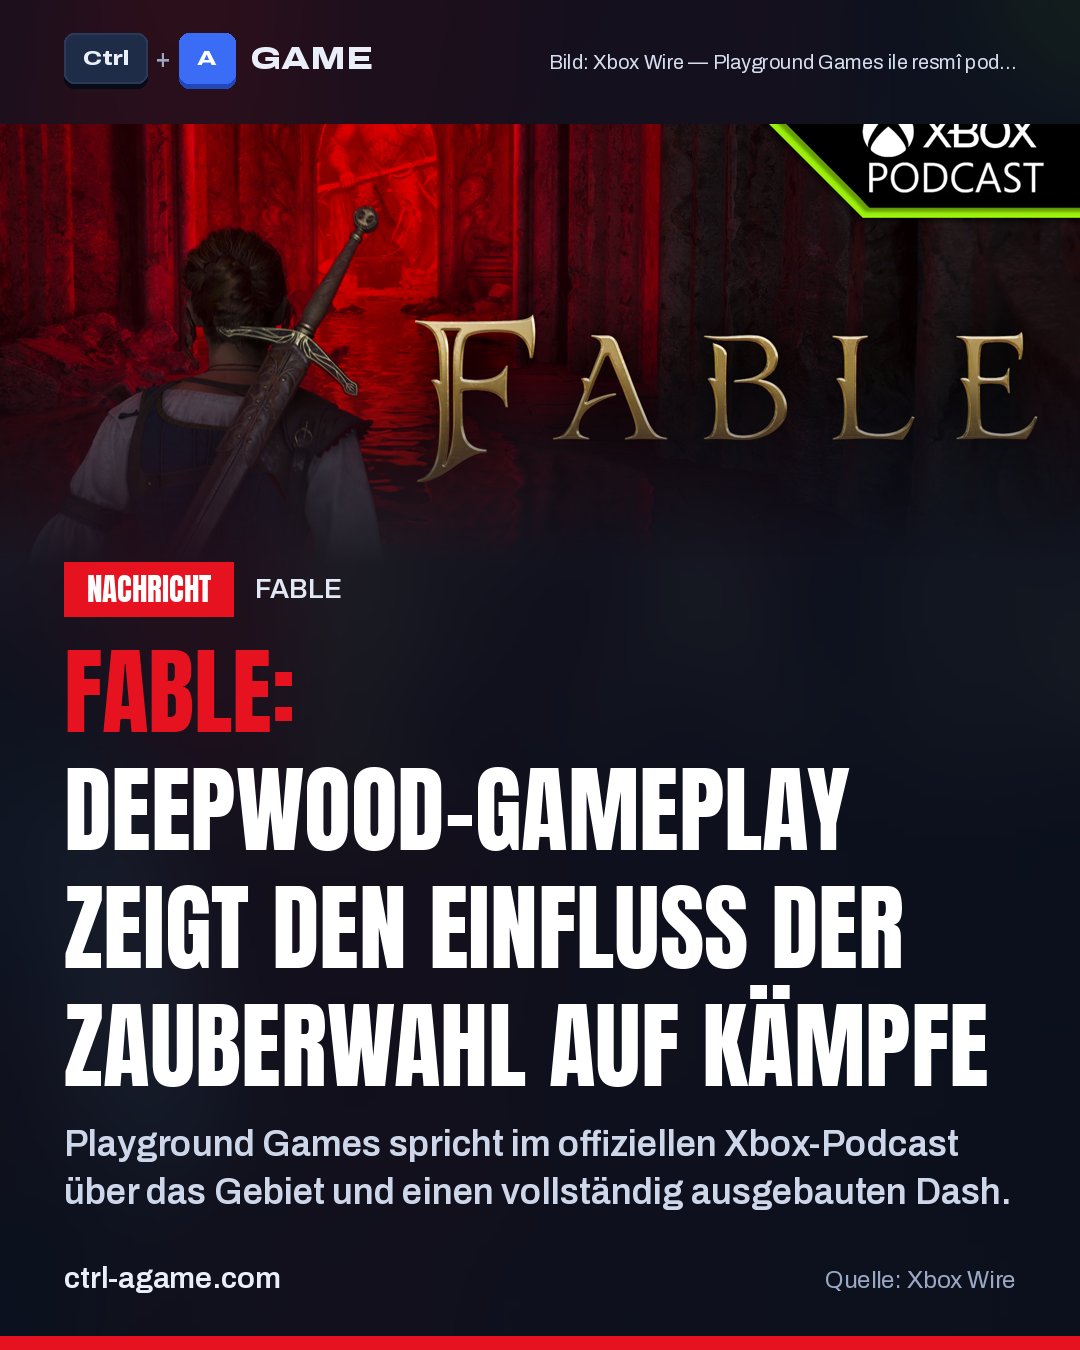 Ctrl + A GAME
Bild: Xbox Wire — Playground Games ile resmî pod...
XBOX
PODCAST
FABLE
NACHRICHT FABLE
FABLE:
DEEPWOOD-GAMEPLAY
ZEIGT DEN EINFLUSS DER
ZAUBERWAHL AUF KÄMPFE
Playground Games spricht im offiziellen Xbox-Podcast
über das Gebiet und einen vollständig ausgebauten Dash.
ctrl-agame.com
Quelle: Xbox Wire